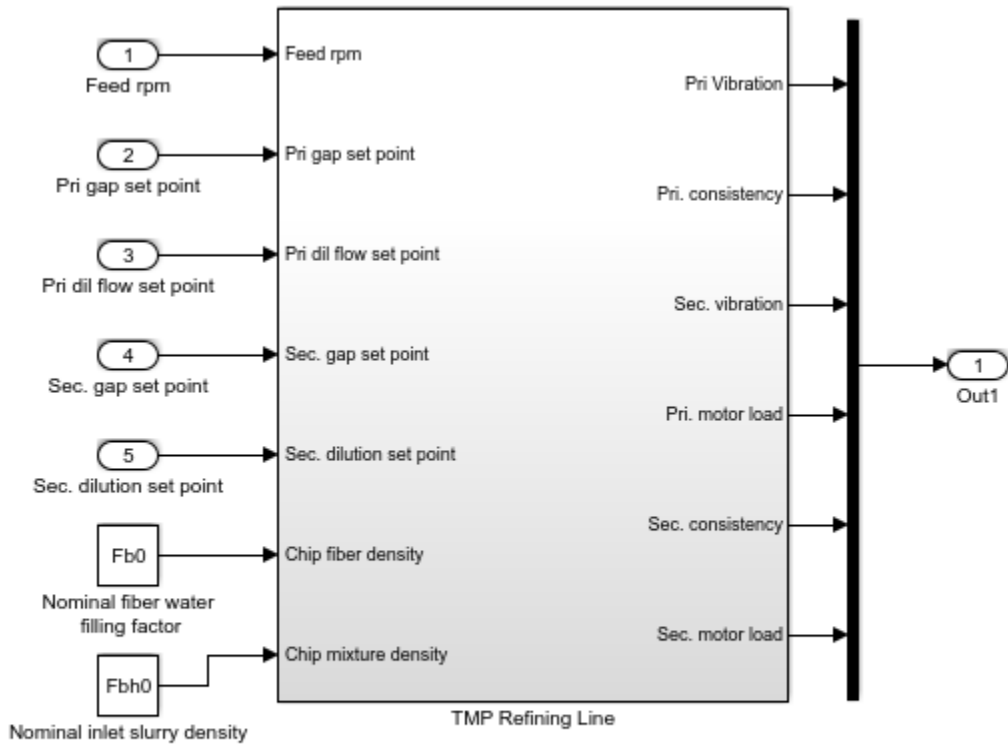 1
Feed rpm
2
Pri gap set point
3
Pri dil flow set point
4
Sec. gap set point
5
Sec. dilution set point
Fb0
Nominal fiber water
filling factor
Fbh0
Nominal inlet slurry density
Feed rpm
Pri gap set point
Pri dil flow set point
Sec. gap set point
Sec. dilution set point
Chip fiber density
Chip mixture density
Pri Vibration
Pri. consistency
Sec. vibration
Pri. motor load
Sec. consistency
Sec. motor load
TMP Refining Line
1
Out1